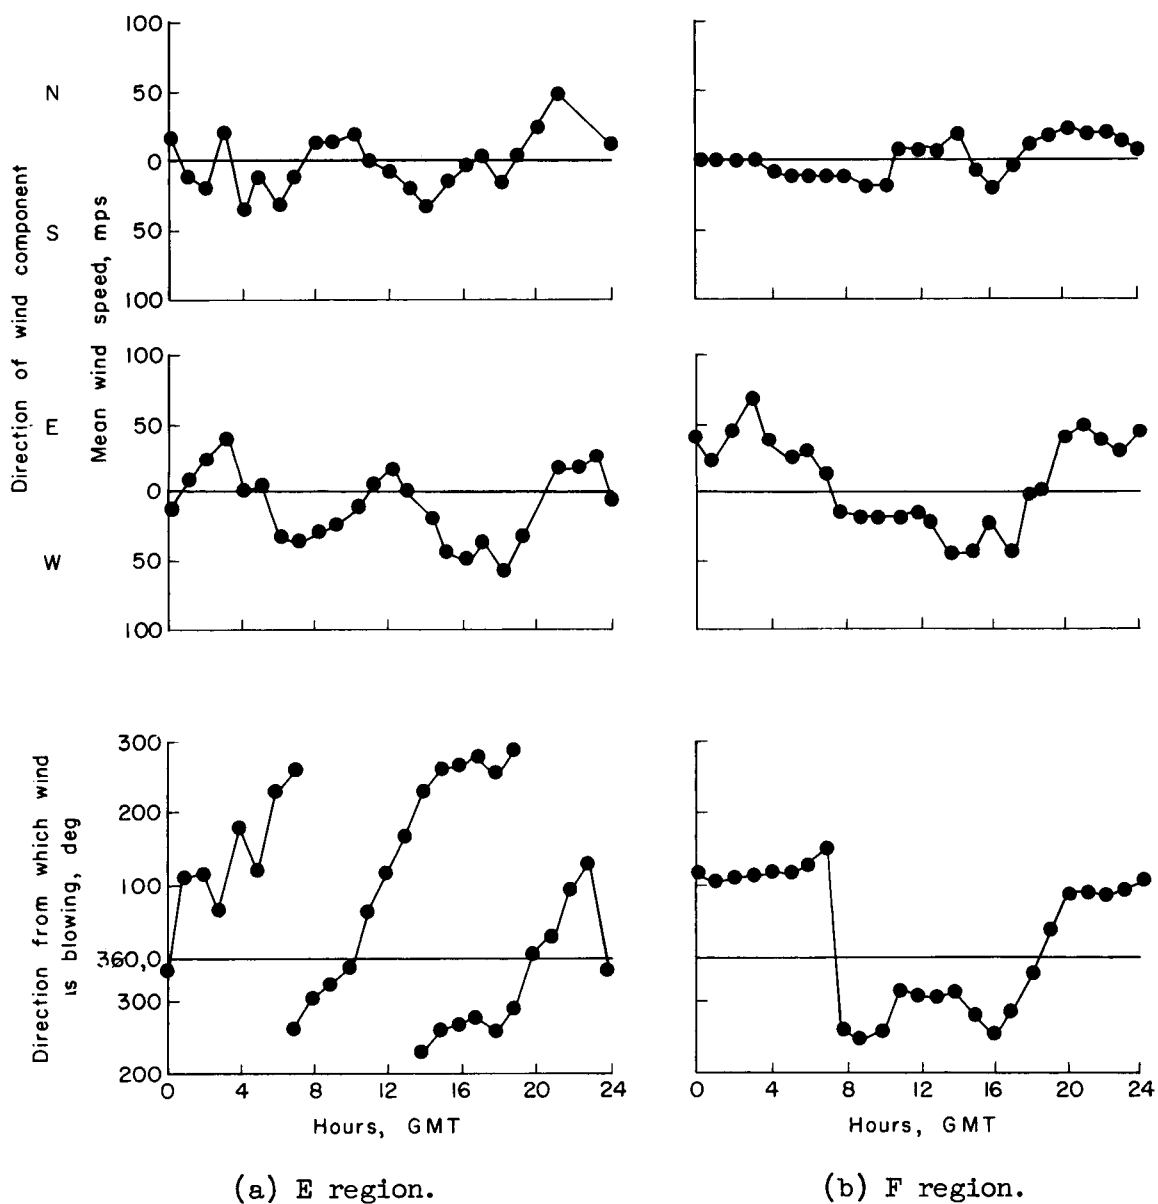 Direction of wind component
N
S
E
W
Mean wind speed, mps
100
50
0
50
100
100
50
0
50
100
Direction from which wind
is blowing, deg
300
200
100
360,0
300
200
0 4 8 12 16 20 24
0 4 8 12 16 20 24
Hours, GMT
Hours, GMT
(a) E region.
(b) F region.